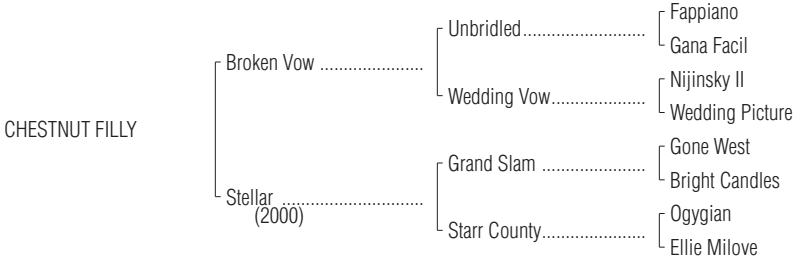 Fappiano
Unbridled........................
Gana Facil
Broken Vow ......................
Nijinsky II
Wedding Vow....................
Wedding Picture
CHESTNUT FILLY
Gone West
Grand Slam ......................
Bright Candles
Stellar ..............................
(2000)
Ogygian
Starr County......................
Ellie Milove